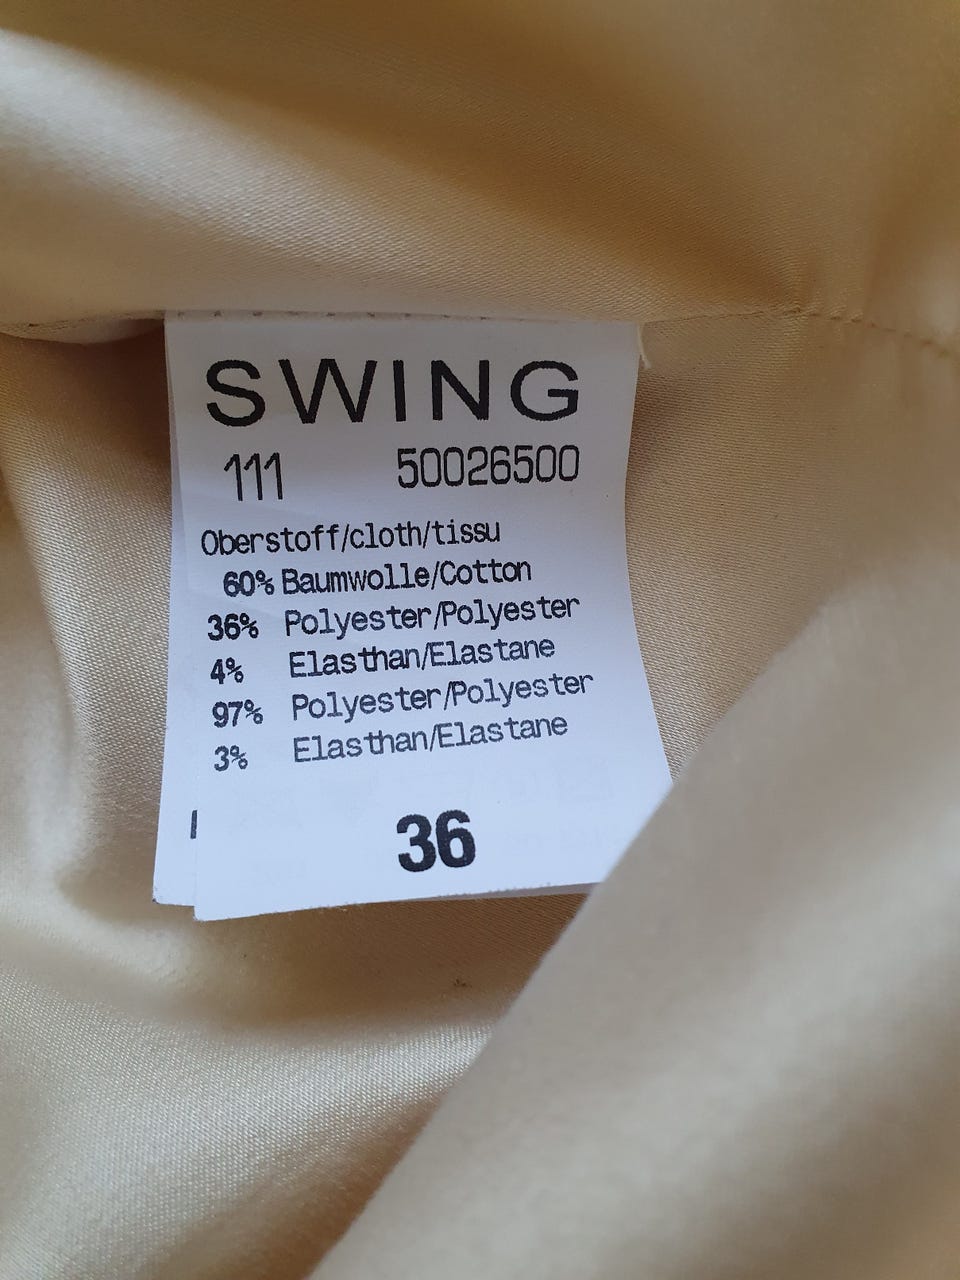 SWING
111 50026500
Oberstoff/cloth/tissu
60% Baumwolle/Cotton
36% Polyester/Polyester
4% Elasthan/Elastane
97% Polyester/Polyester
3% Elasthan/Elastane
36